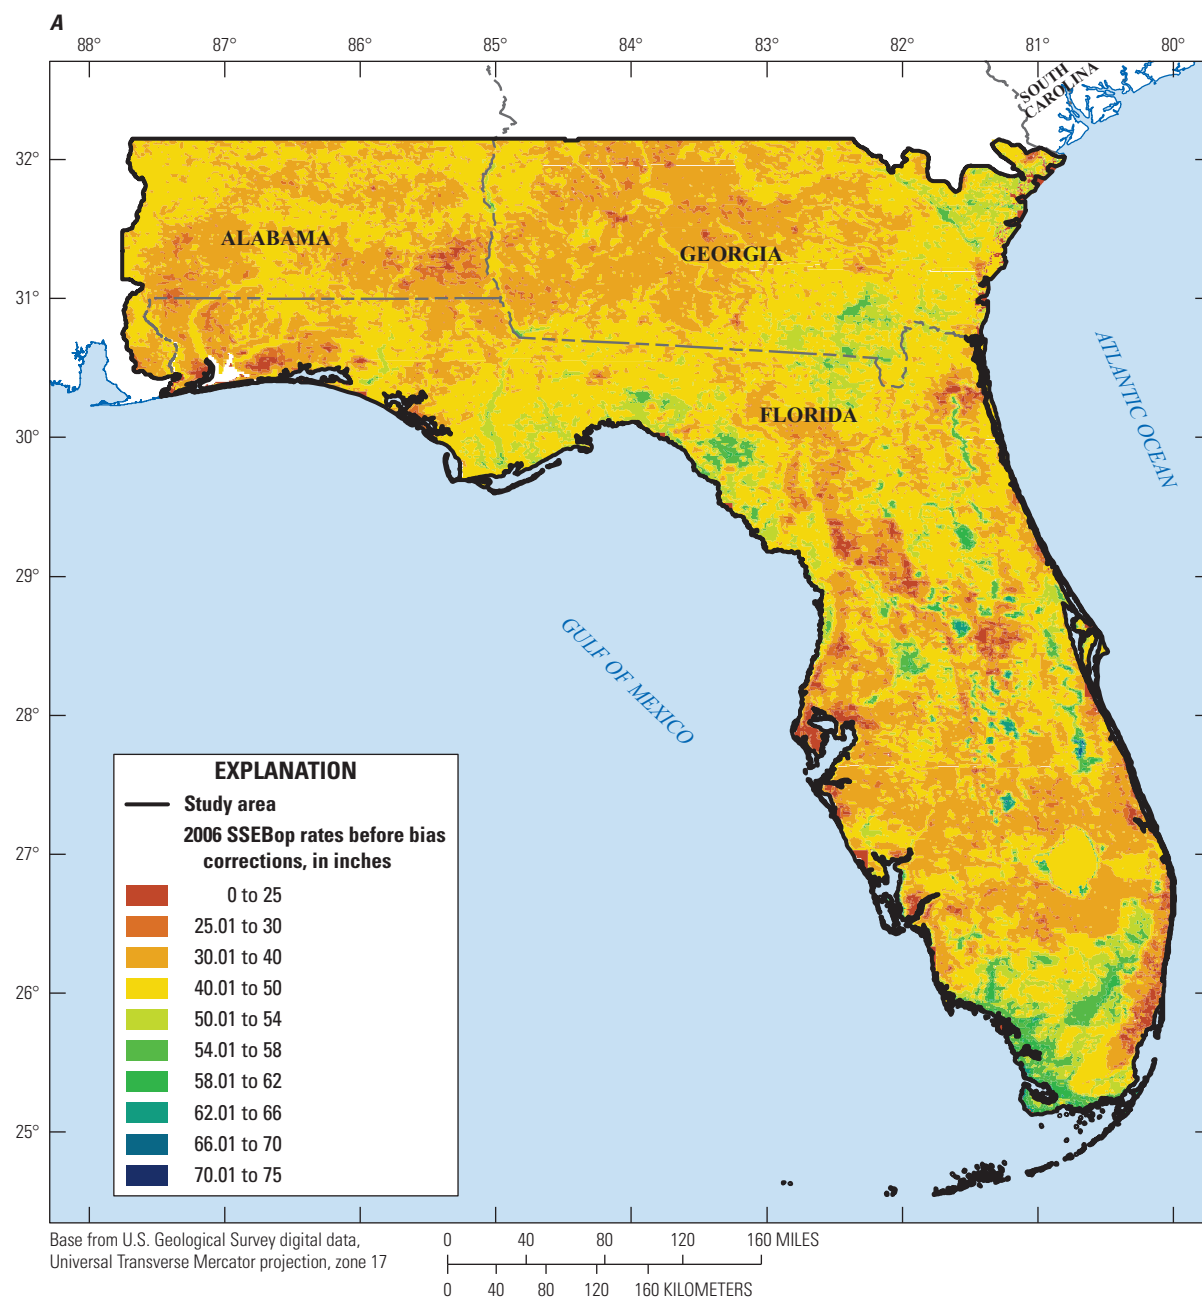 A
88° 87° 86° 85° 84° 83° 82° 81° 80°
SOUTH
CAROLINA
32°
ALABAMA
GEORGIA
31°
ATLANTIC OCEAN
FLORIDA
30°
29°
GULF OF MEXICO
28°
EXPLANATION
Study area
2006 SSEBop rates before bias
corrections, in inches
0 to 25
25.01 to 30
30.01 to 40
40.01 to 50
50.01 to 54
54.01 to 58
58.01 to 62
62.01 to 66
66.01 to 70
70.01 to 75
27°
26°
25°
Base from U.S. Geological Survey digital data,
Universal Transverse Mercator projection, zone 17
0 40 80 120 160 MILES
0 40 80 120 160 KILOMETERS